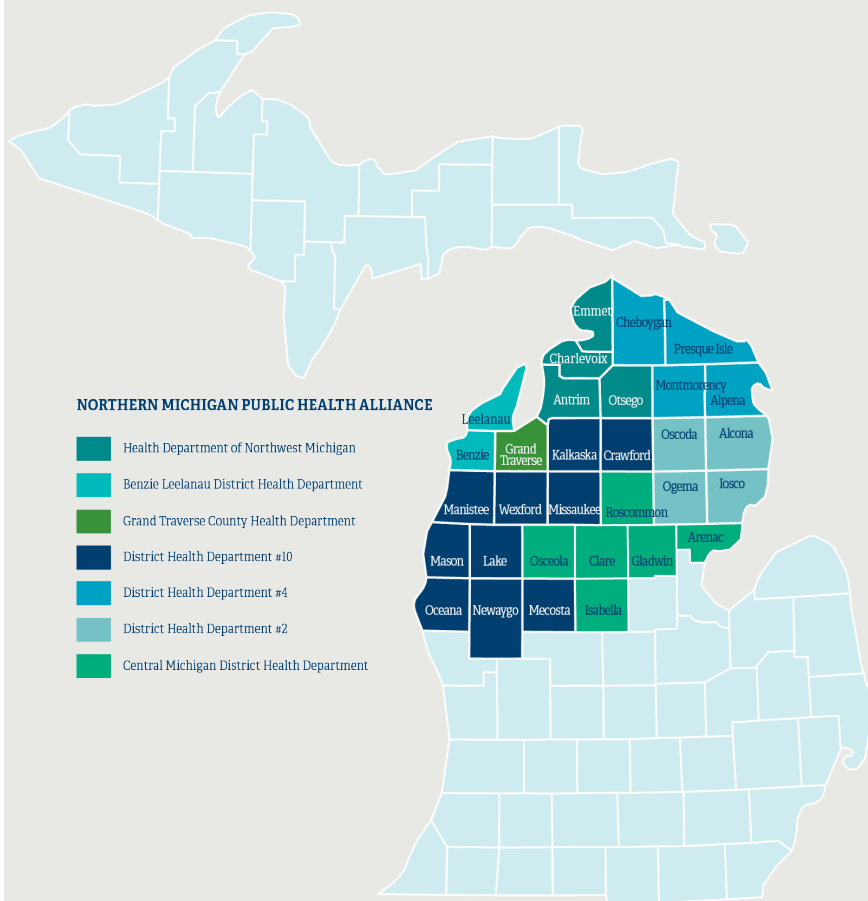 Emmet
Cheboygan
Presque Isle
Charlevoix
Montmorency
Antrim
Otsego
Alpena
NORTHERN MICHIGAN PUBLIC HEALTH ALLIANCE
Leelanau
Health Department of Northwest Michigan
Benzie
Grand
Traverse
Kalkaska
Crawford
Oscoda
Alcona
Benzie Leelanau District Health Department
Ogema
Iosco
Manistee
Wexford
Missaukee
Roscommon
Grand Traverse County Health Department
Arenac
District Health Department #10
Mason
Lake
Osceola
Clare
Gladwin
District Health Department #4
Oceana
Newaygo
Mecosta
Isabella
District Health Department #2
Central Michigan District Health Department